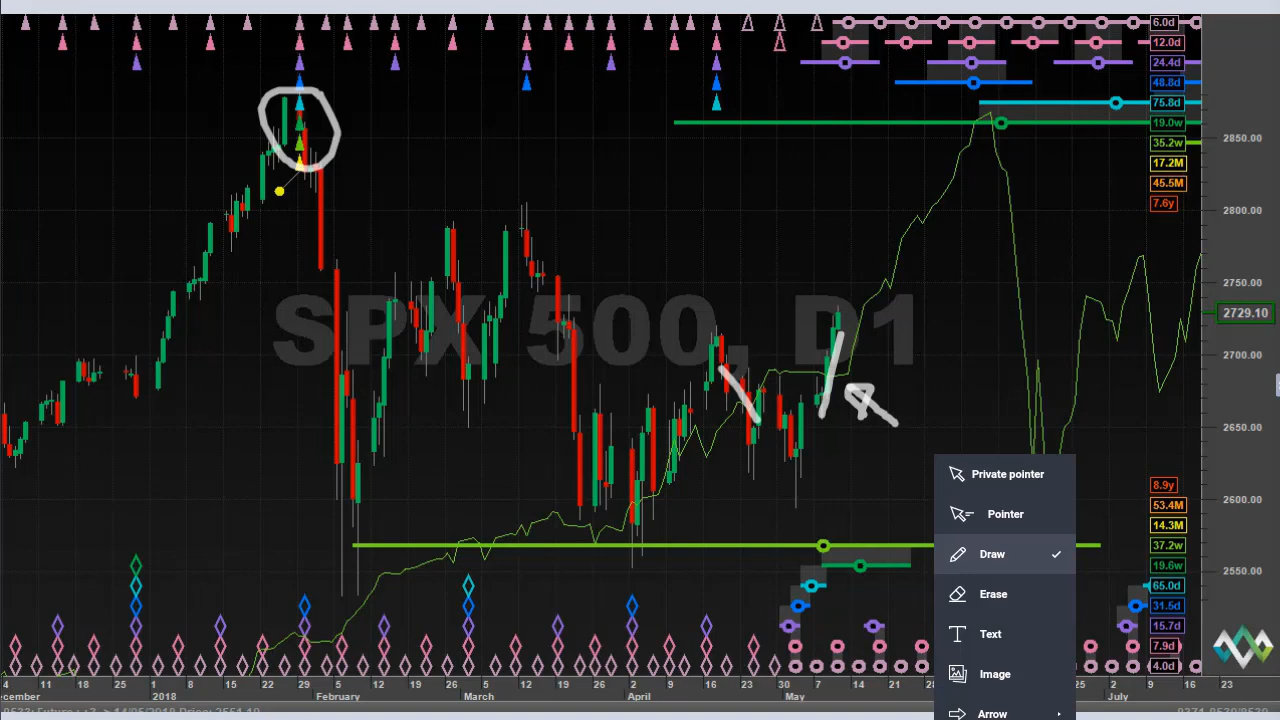 SPX 500, D1
6.0d
12.0d
24.4d
48.8d
75.8d
19.0w
35.2w
17.2M
45.5M
7.6y
2850.00
2800.00
2750.00
2729.10
2700.00
2650.00
2600.00
2550.00
8.9y
53.4M
14.3M
37.2w
19.6w
65.0d
31.5d
15.7d
7.9d
4.0d
Private pointer
Pointer
Draw
Erase
Text
Image
Arrow
4 11 18 25 1 8 15 22 29 5 12 19 26 5 12 19 26 2 9 16 23 30 7 14 21 28 25 2 9 16 23
cember 2018 February March April May July